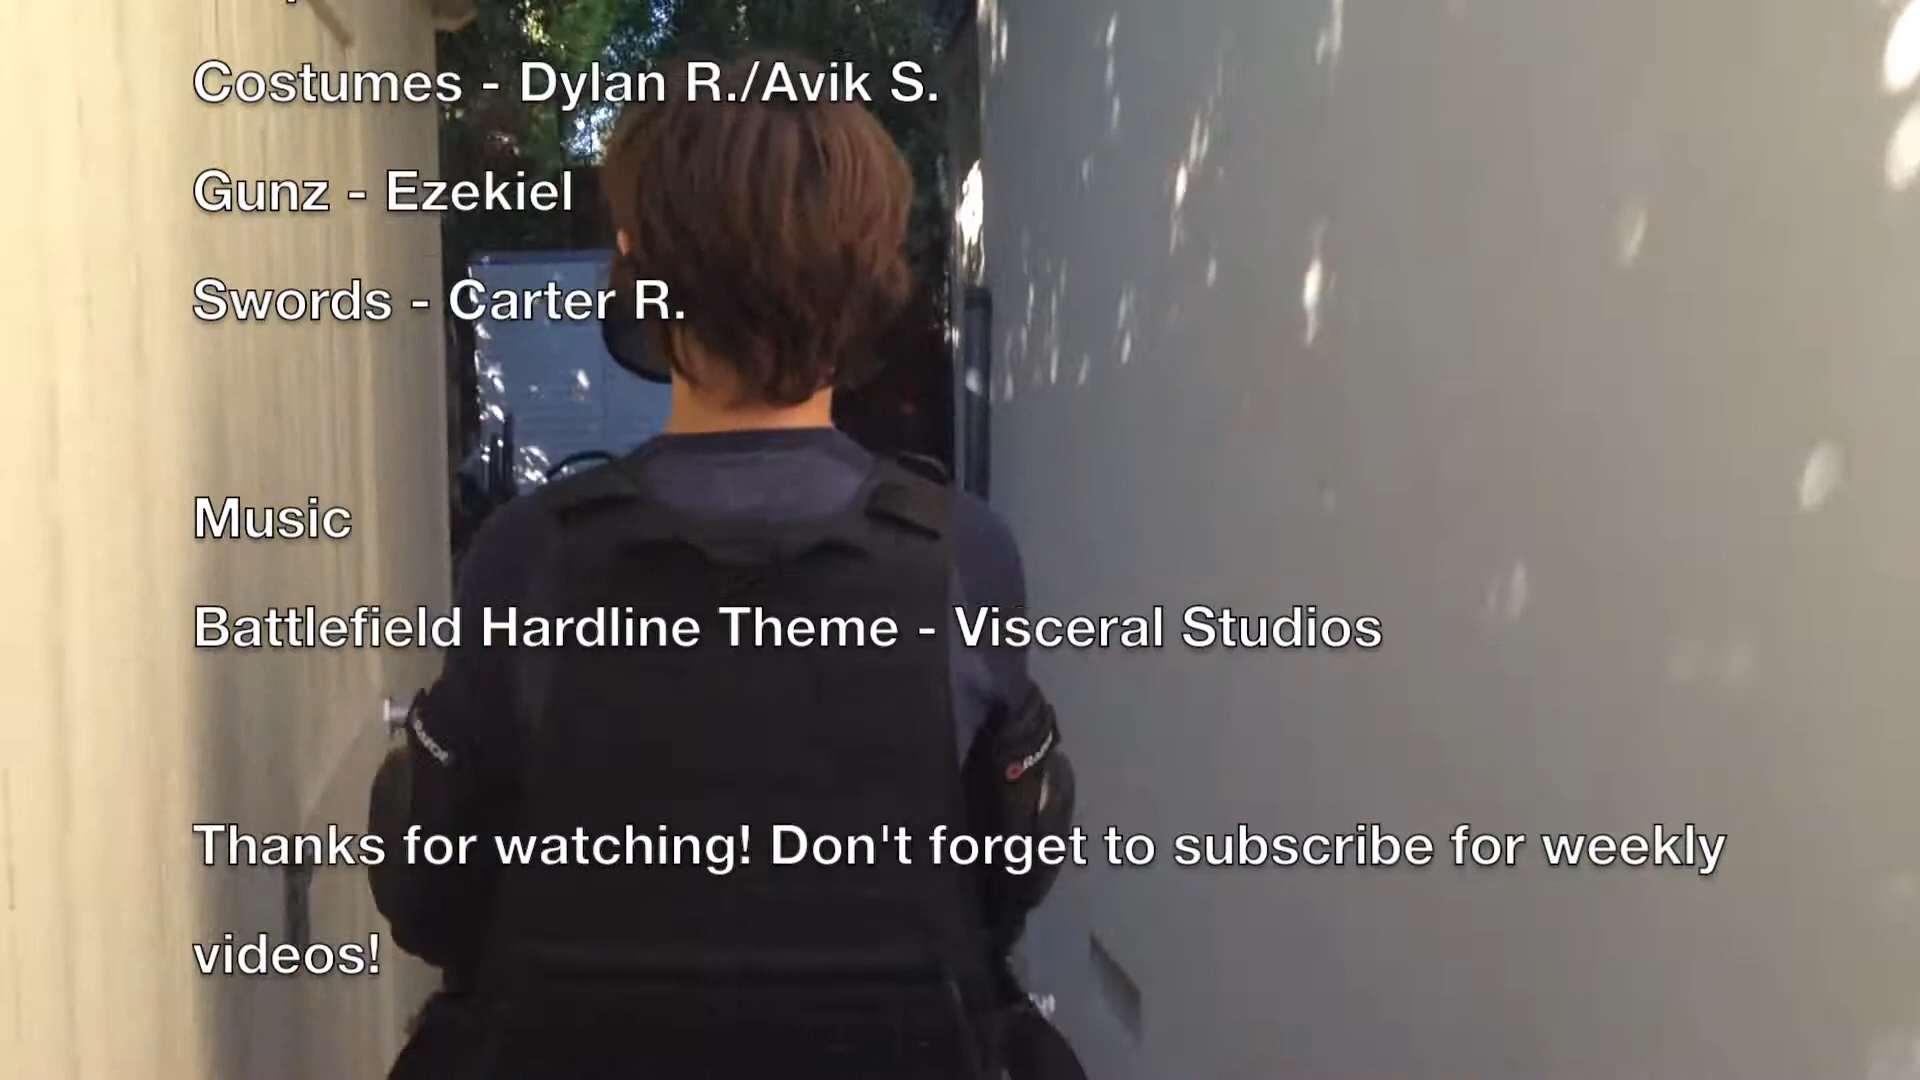 Costumes - Dylan R./Avik S.
Gunz - Ezekiel
Swords - Carter R.
Music
Battlefield Hardline Theme - Visceral Studios
Thanks for watching! Don't forget to subscribe for weekly
videos!